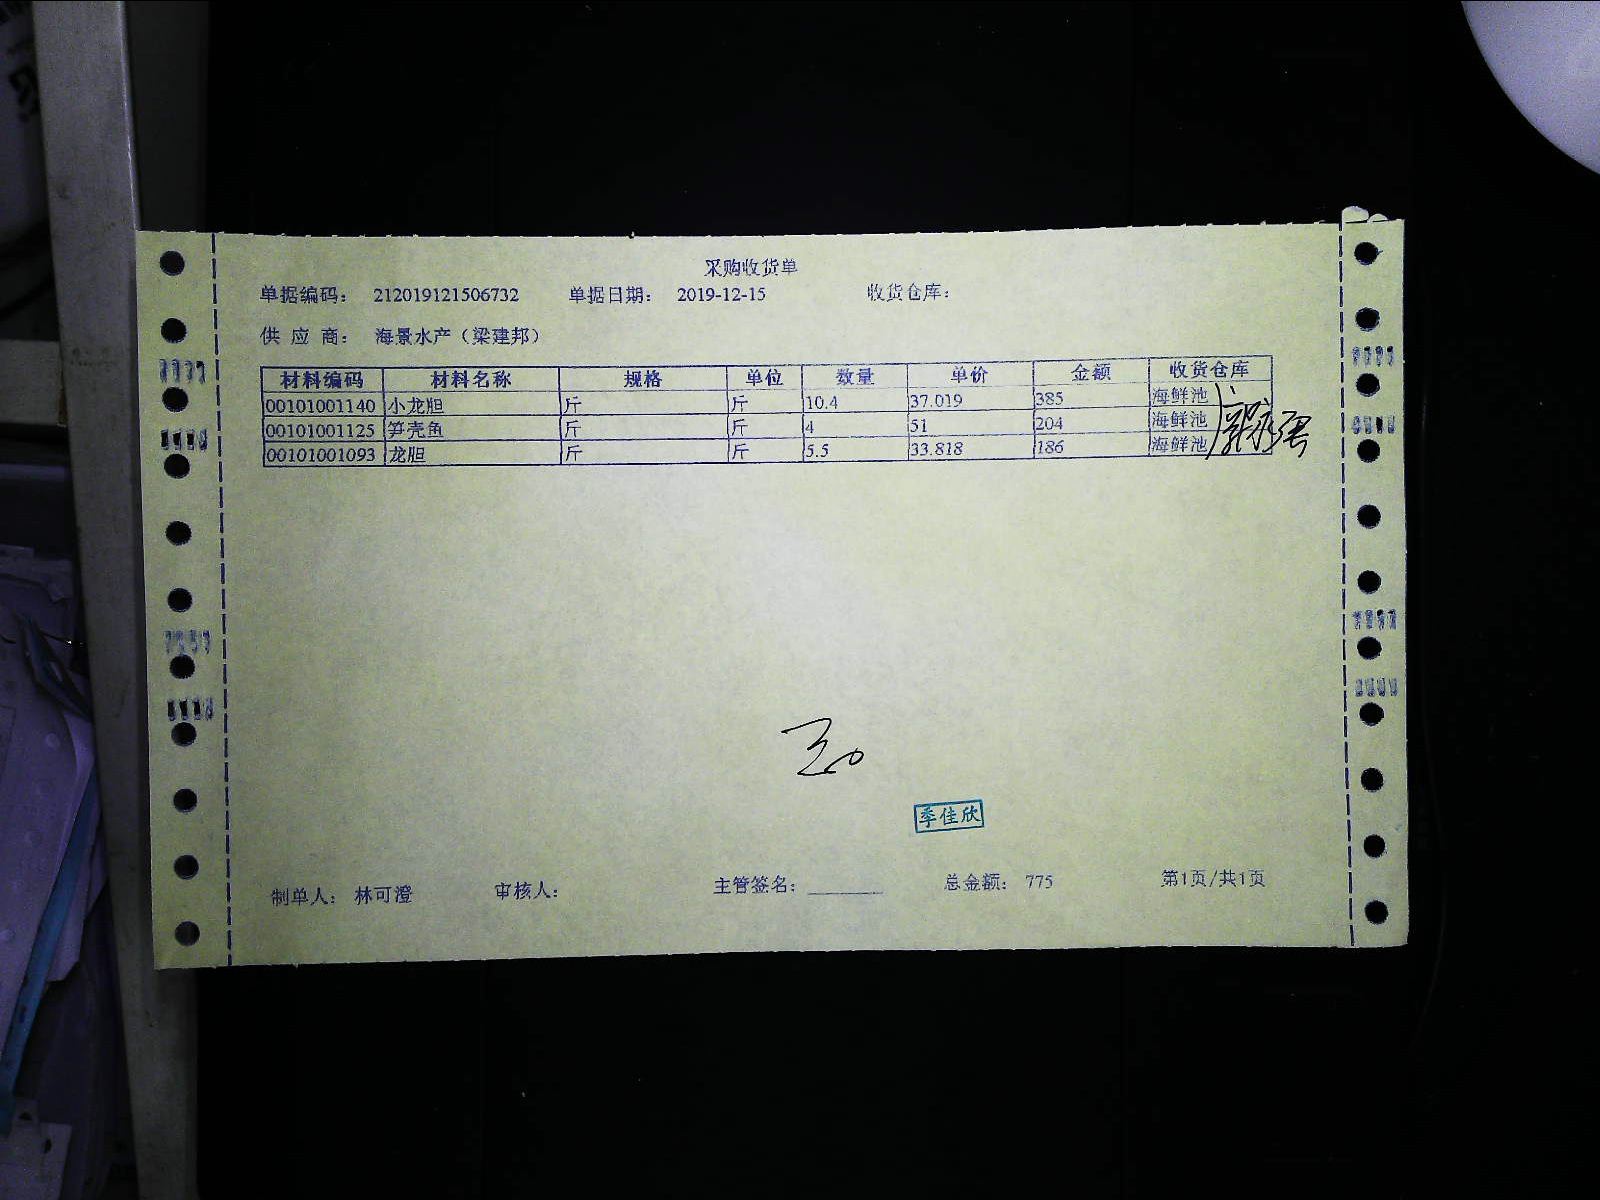 采购收货单
单据编码： 212019121506732 单据日期： 2019-12-15 收货仓库：
供 应 商： 海景水产（梁建邦）
材料编码 材料名称 规格 单位 数量 单价 金额 收货仓库
00101001140 小龙胆 斤 斤 10.4 37.019 385 海鲜池
00101001125 笋壳鱼 斤 斤 4 51 204 海鲜池
00101001093 龙胆 斤 斤 5.5 33.818 186 海鲜池
季佳欣
制单人： 林可澄 审核人： 主管签名： 总金额： 775 第1页/共1页